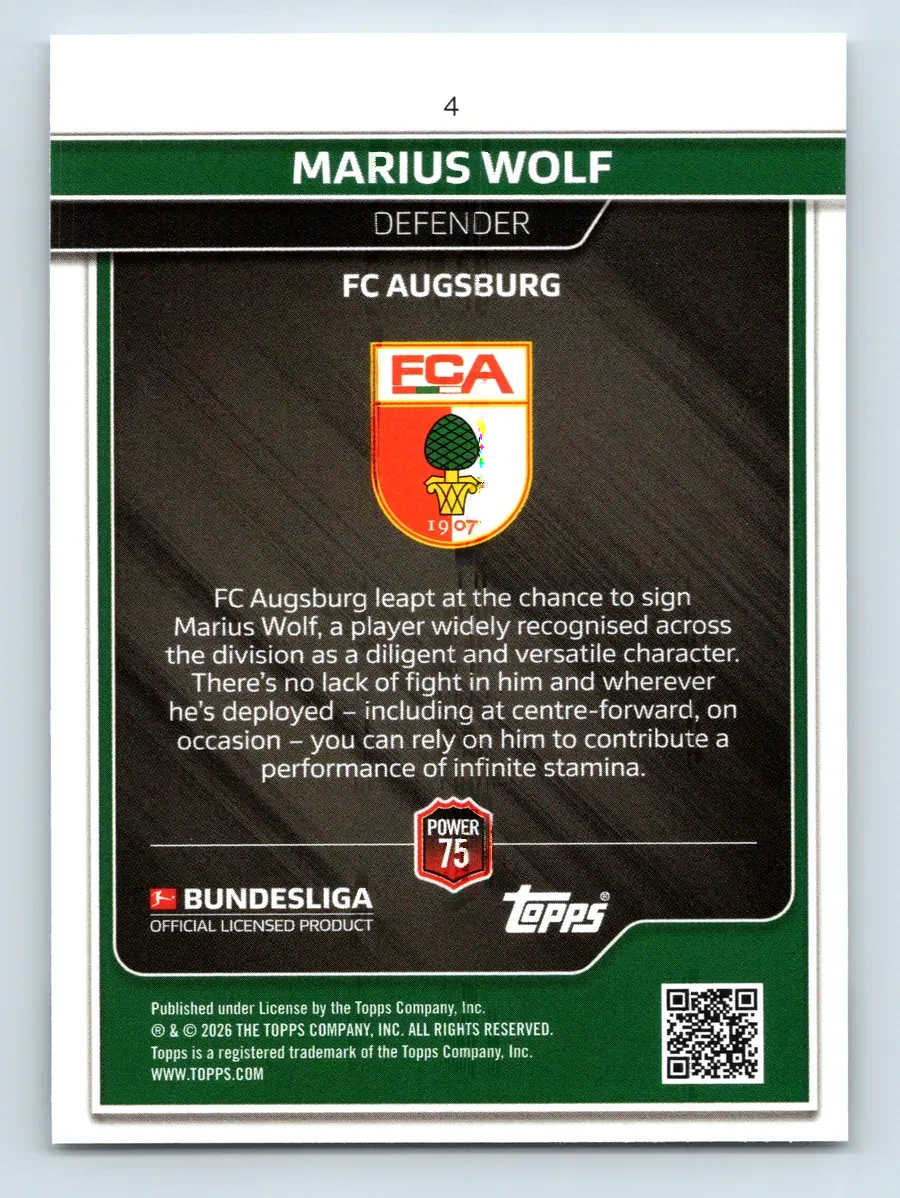 4
MARIUS WOLF
DEFENDER
FC AUGSBURG
FCA
1907
FC Augsburg leapt at the chance to sign
Marius Wolf, a player widely recognised across
the division as a diligent and versatile character.
There's no lack of fight in him and wherever
he's deployed – including at centre-forward, on
occasion – you can rely on him to contribute a
performance of infinite stamina.
POWER
75
BUNDESLIGA
OFFICIAL LICENSED PRODUCT
topps®
Published under License by the Topps Company, Inc.
® & © 2026 THE TOPPS COMPANY, INC. ALL RIGHTS RESERVED.
Topps is a registered trademark of the Topps Company, Inc.
WWW.TOPPS.COM